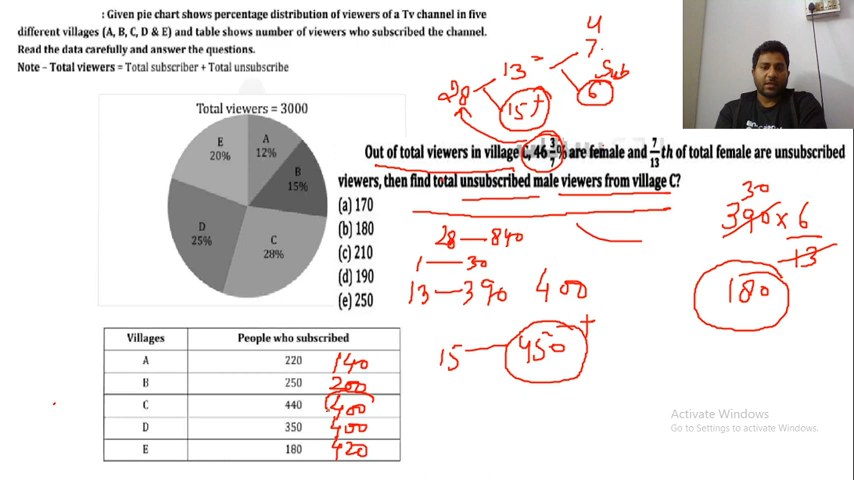 : Given pie chart shows percentage distribution of viewers of a Tv channel in five
different villages (A, B, C, D & E) and table shows number of viewers who subscribed the channel.
Read the data carefully and answer the questions.
Note – Total viewers = Total subscriber + Total unsubscribe
Total viewers = 3000
E
20%
A
12%
B
15%
D
25%
C
28%
28
13
15
4
7
Sub
6
Out of total viewers in village C, 46 3/7 % are female and 7/13 th of total female are unsubscribed
viewers, then find total unsubscribed male viewers from village C?
(a) 170
(b) 180
(c) 210
(d) 190
(e) 250
28 — 840
1 — 30
13 — 390
400
15 — 450
30
390 × 6
13
180
Villages People who subscribed
A 220 140
B 250 200
C 440 400
D 350 400
E 180 420
Activate Windows
Go to Settings to activate Windows.